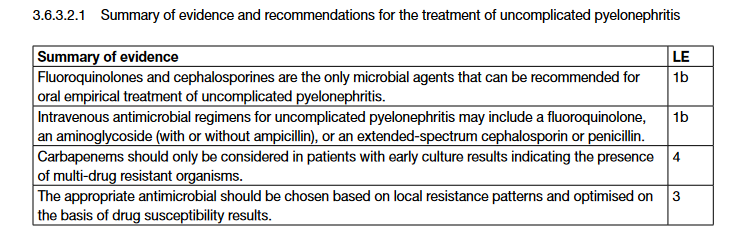 3.6.3.2.1 Summary of evidence and recommendations for the treatment of uncomplicated pyelonephritis
Summary of evidence LE
Fluoroquinolones and cephalosporines are the only microbial agents that can be recommended for 1b
oral empirical treatment of uncomplicated pyelonephritis.
Intravenous antimicrobial regimens for uncomplicated pyelonephritis may include a fluoroquinolone, 1b
an aminoglycoside (with or without ampicillin), or an extended-spectrum cephalosporin or penicillin.
Carbapenems should only be considered in patients with early culture results indicating the presence 4
of multi-drug resistant organisms.
The appropriate antimicrobial should be chosen based on local resistance patterns and optimised on 3
the basis of drug susceptibility results.